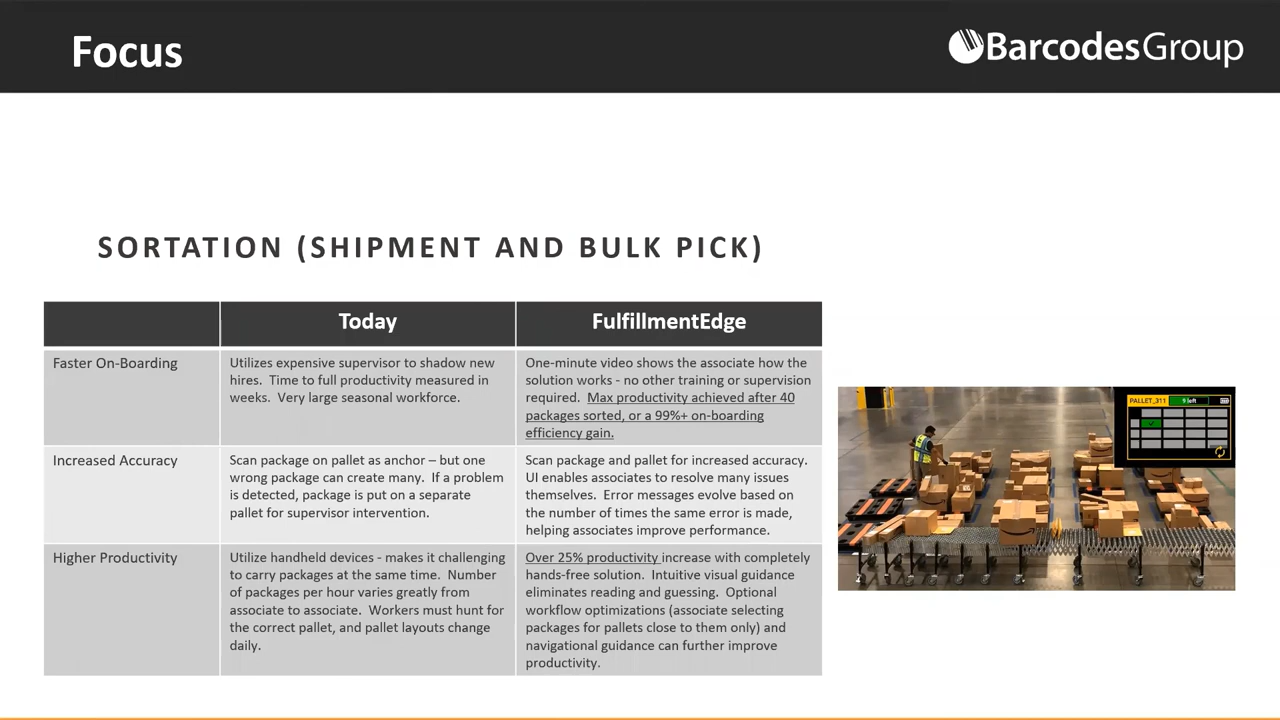 Focus
BarcodesGroup
SORTATION (SHIPMENT AND BULK PICK)
Today
FulfillmentEdge
Faster On-Boarding
Utilizes expensive supervisor to shadow new
hires. Time to full productivity measured in
weeks. Very large seasonal workforce.
One-minute video shows the associate how the
solution works - no other training or supervision
required. Max productivity achieved after 40
packages sorted, or a 99%+ on-boarding
efficiency gain.
Increased Accuracy
Scan package on pallet as anchor – but one
wrong package can create many. If a problem
is detected, package is put on a separate
pallet for supervisor intervention.
Scan package and pallet for increased accuracy.
UI enables associates to resolve many issues
themselves. Error messages evolve based on
the number of times the same error is made,
helping associates improve performance.
Higher Productivity
Utilize handheld devices - makes it challenging
to carry packages at the same time. Number
of packages per hour varies greatly from
associate to associate. Workers must hunt for
the correct pallet, and pallet layouts change
daily.
Over 25% productivity increase with completely
hands-free solution. Intuitive visual guidance
eliminates reading and guessing. Optional
workflow optimizations (associate selecting
packages for pallets close to them only) and
navigational guidance can further improve
productivity.
PALLET_311
9 left